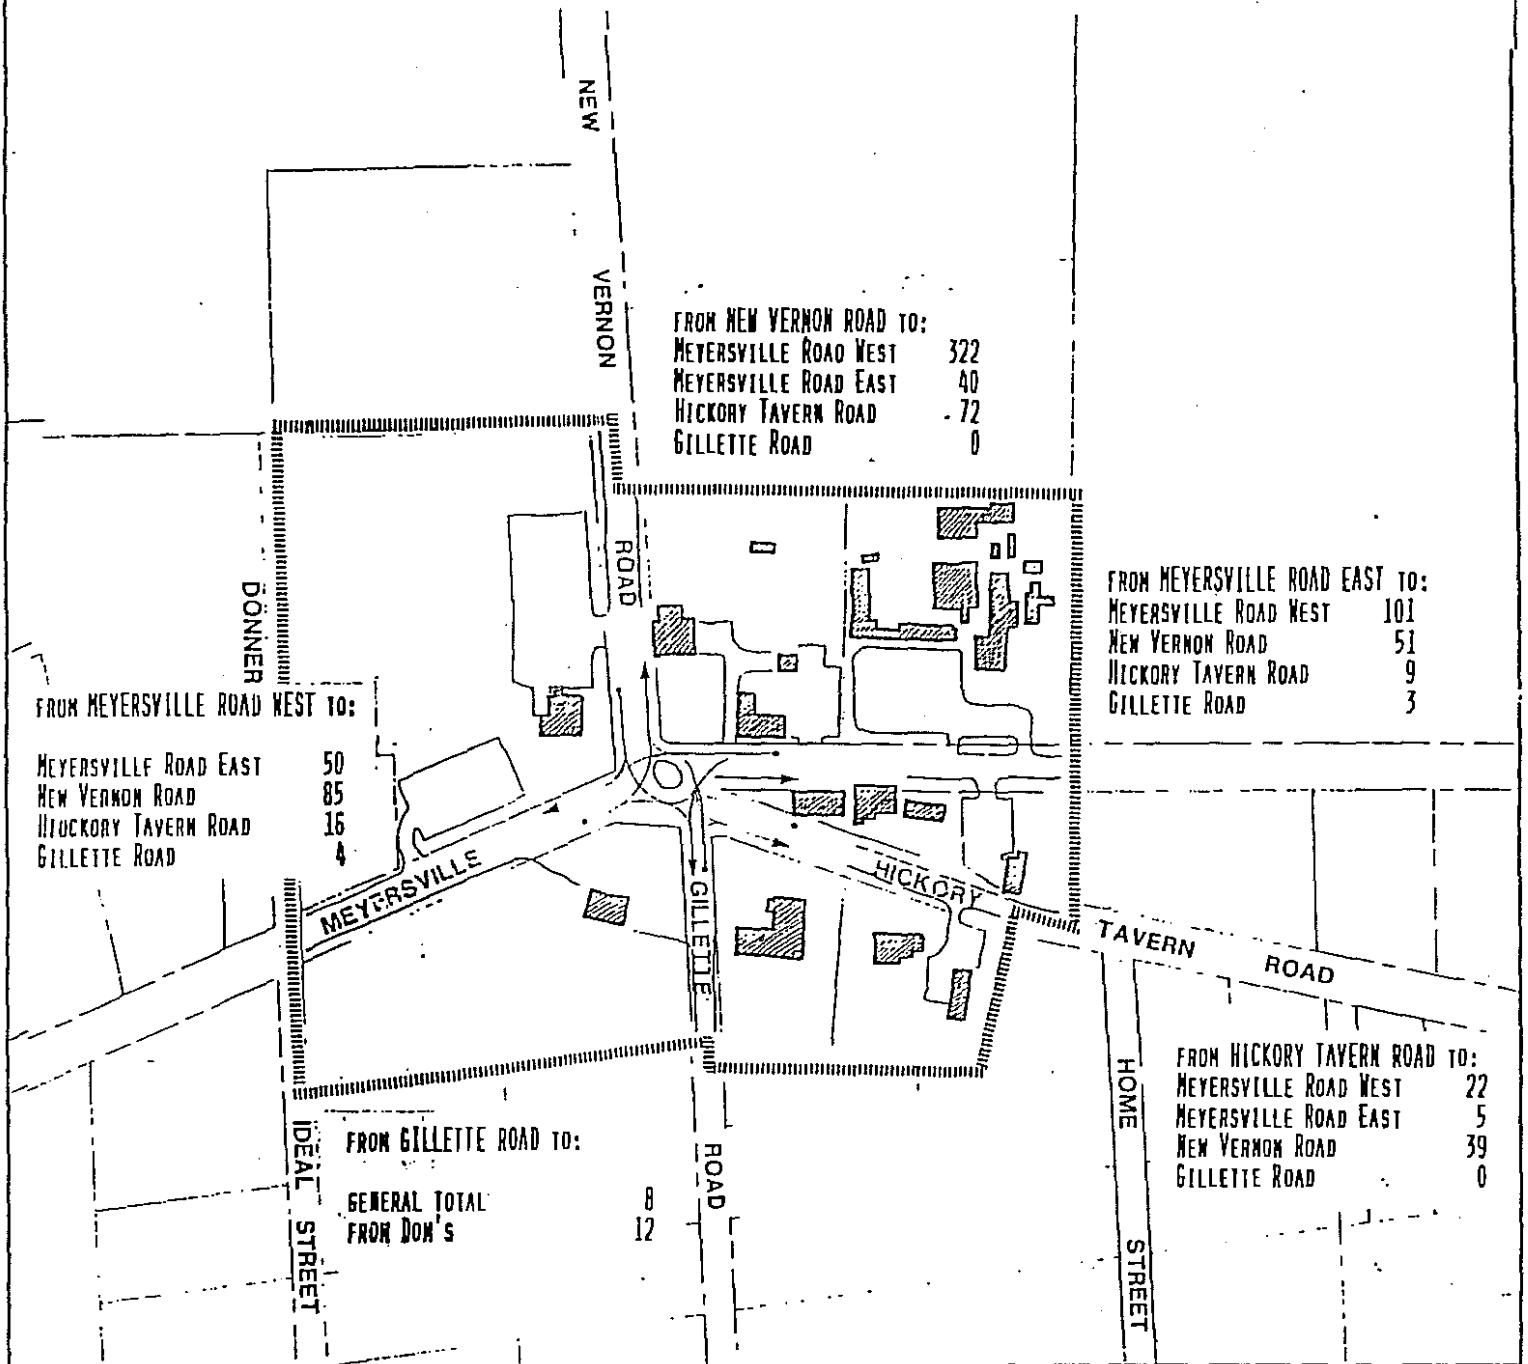 NEW
VERNON
ROAD
FROM NEW VERNON ROAD TO:
MEYERSVILLE ROAD WEST 322
MEYERSVILLE ROAD EAST 40
HICKORY TAVERN ROAD 72
GILLETTE ROAD 0
DONNER
FROM MEYERSVILLE ROAD EAST TO:
MEYERSVILLE ROAD WEST 101
NEW VERNON ROAD 51
HICKORY TAVERN ROAD 9
GILLETTE ROAD 3
FROM MEYERSVILLE ROAD WEST TO:
MEYERSVILLE ROAD EAST 50
NEW VERNON ROAD 85
HIUCKORY TAVERN ROAD 16
GILLETTE ROAD 4
MEYERSVILLE
GILLETTE
ROAD
HICKORY
TAVERN
ROAD
FROM HICKORY TAVERN ROAD TO:
MEYERSVILLE ROAD WEST 22
MEYERSVILLE ROAD EAST 5
NEW VERNON ROAD 39
GILLETTE ROAD 0
HOME
STREET
FROM GILLETTE ROAD TO:
GENERAL TOTAL 8
FROM DOM'S 12
IDEAL
STREET